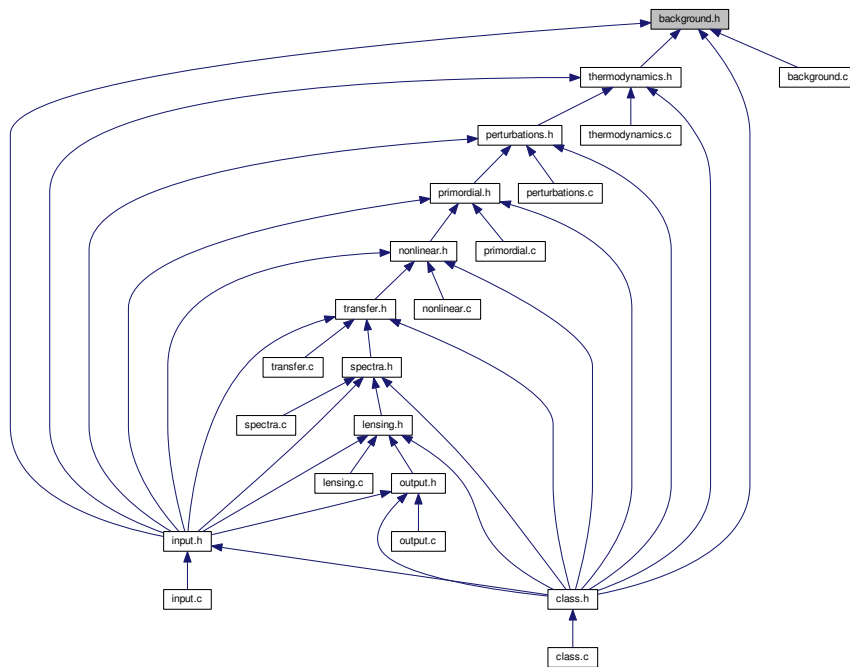 background.h
thermodynamics.h
background.c
perturbations.h
thermodynamics.c
primordial.h
perturbations.c
nonlinear.h
primordial.c
transfer.h
nonlinear.c
transfer.c
spectra.h
spectra.c
lensing.h
lensing.c
output.h
input.h
output.c
input.c
class.h
class.c